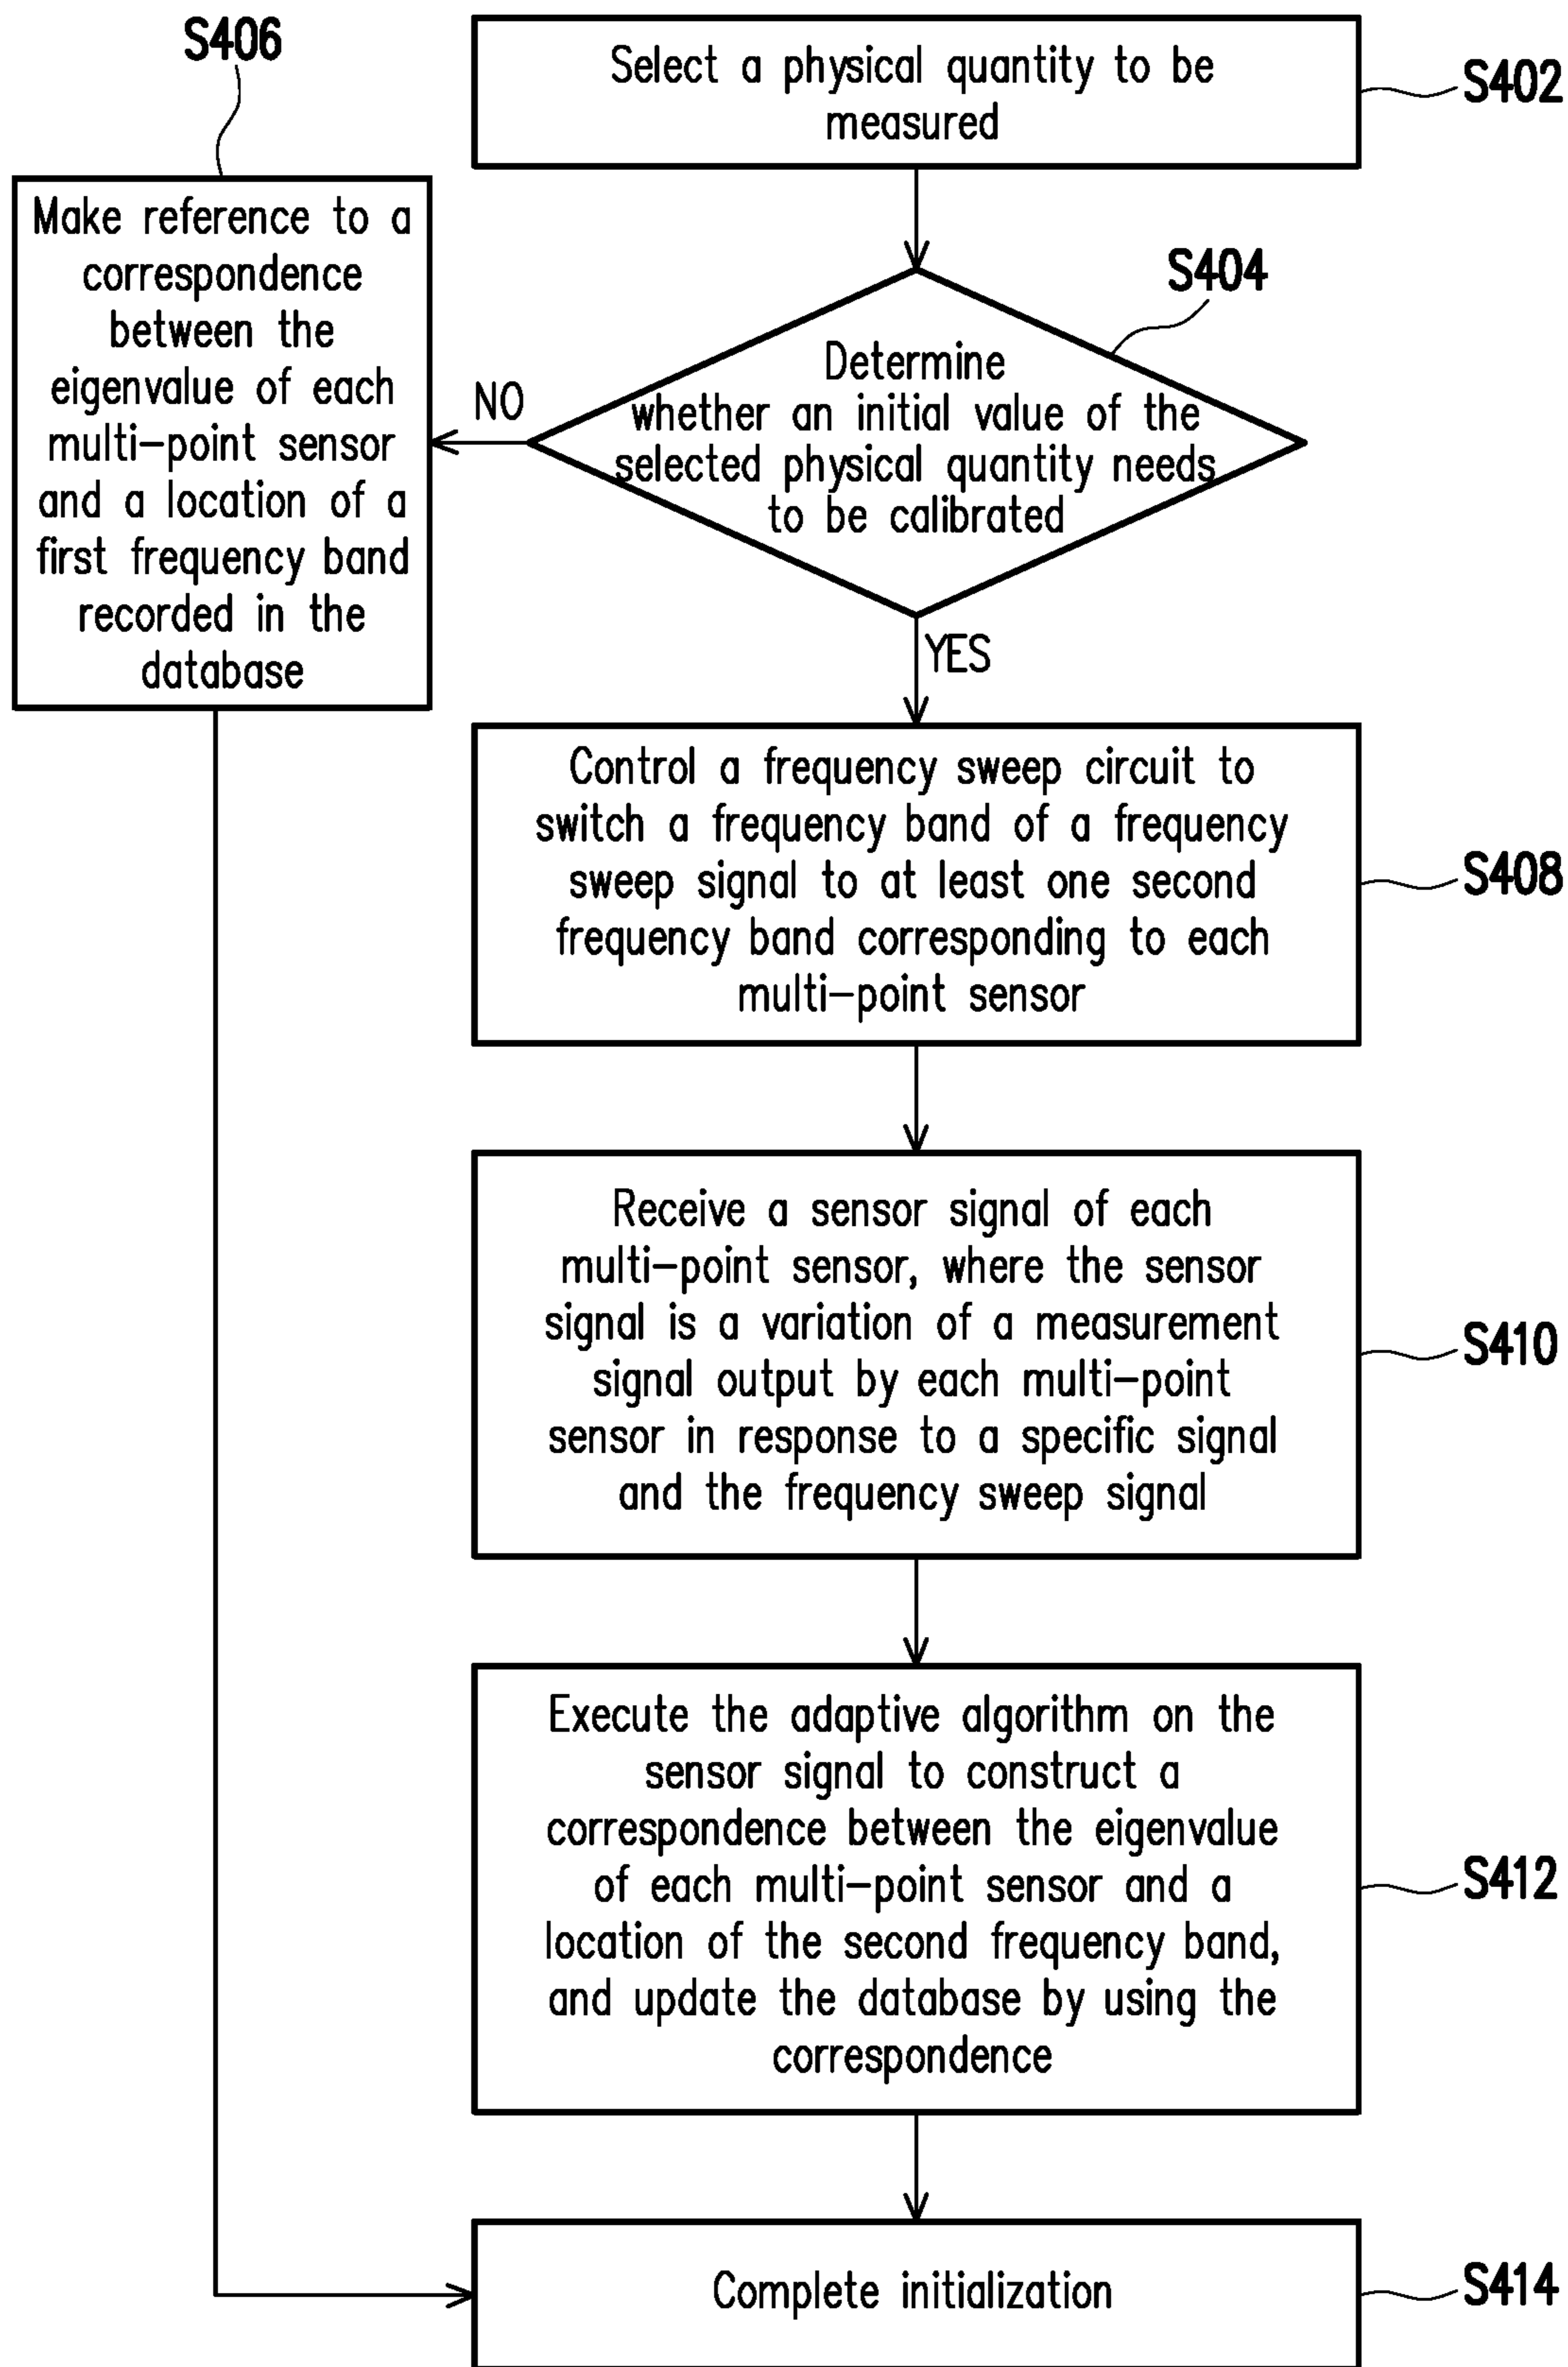 S406
Select a physical quantity to be
measured
S402
Make reference to a
correspondence
between the
eigenvalue of each
multi-point sensor
and a location of a
first frequency band
recorded in the
database
S404
Determine
whether an initial value of the
selected physical quantity needs
to be calibrated
NO
YES
Control a frequency sweep circuit to
switch a frequency band of a frequency
sweep signal to at least one second
frequency band corresponding to each
multi-point sensor
S408
Receive a sensor signal of each
multi-point sensor, where the sensor
signal is a variation of a measurement
signal output by each multi-point
sensor in response to a specific signal
and the frequency sweep signal
S410
Execute the adaptive algorithm on the
sensor signal to construct a
correspondence between the eigenvalue
of each multi-point sensor and a
location of the second frequency band,
and update the database by using the
correspondence
S412
Complete initialization
S414